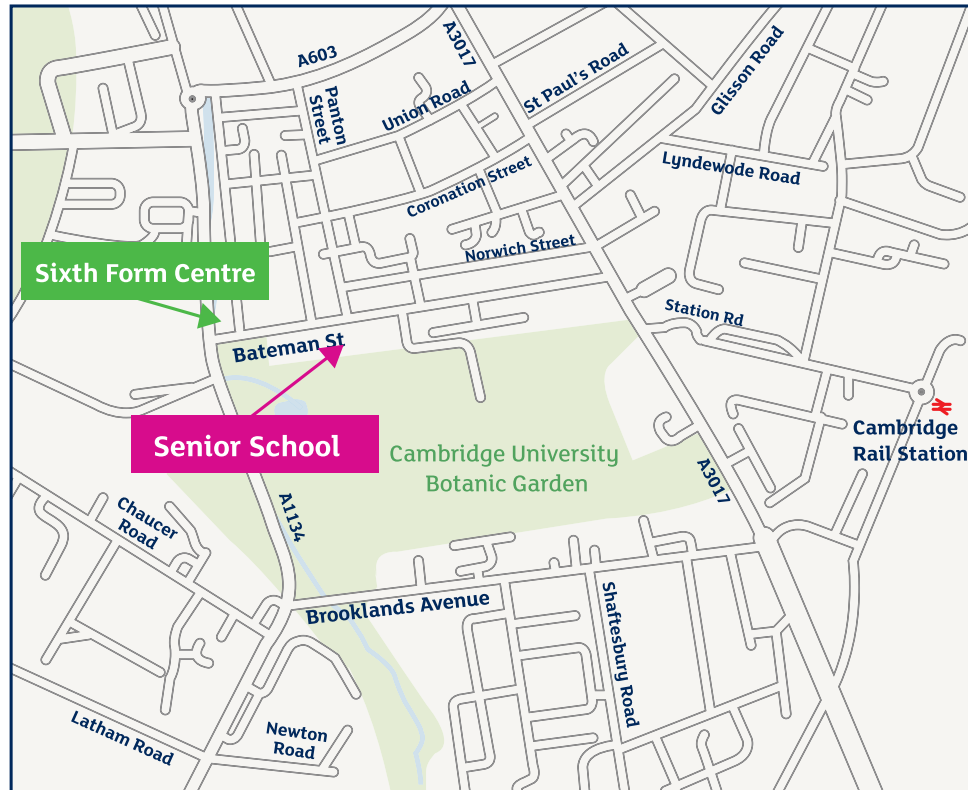 A603
A3017
Panton
Street
Union Road
St Paul's Road
Glisson Road
Lyndewode Road
Coronation Street
Norwich Street
Sixth Form Centre
Station Rd
Bateman St
Senior School
Cambridge University
Botanic Garden
Cambridge
Rail Station
A3017
A1134
Chaucer
Road
Brooklands Avenue
Shaftesbury Road
Latham Road
Newton
Road